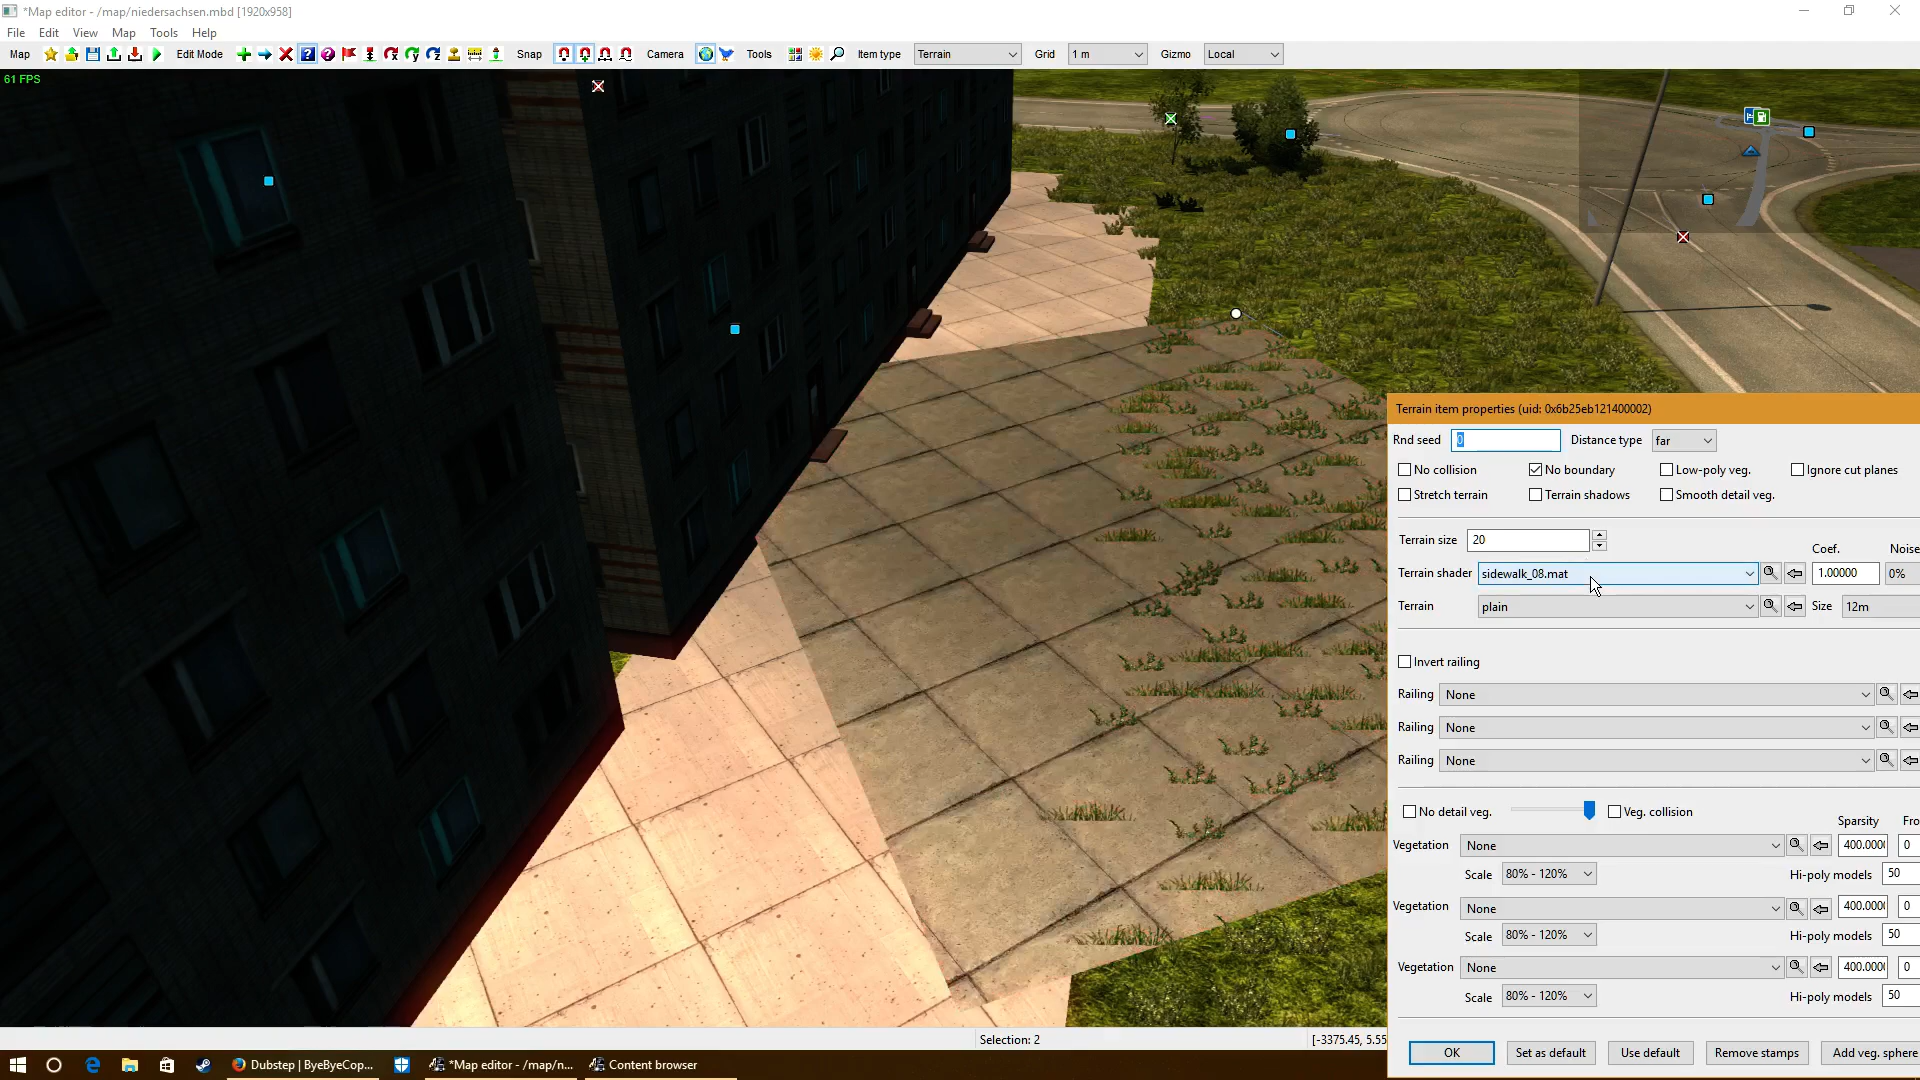 *Map editor - /map/niedersachsen.mbd [1920x958]
File Edit View Map Tools Help
Map Edit Mode Snap Camera Tools Item type Terrain Grid 1 m Gizmo Local
61 FPS
Terrain item properties (uid: 0x6b25eb121400002)
Rnd seed 0 Distance type far
No collision No boundary Low-poly veg. Ignore cut planes
Stretch terrain Terrain shadows Smooth detail veg.
Terrain size 20
Coef. Noise
Terrain shader sidewalk_08.mat 1.00000 0%
Terrain plain Size 12m
Invert railing
Railing None
Railing None
Railing None
No detail veg. Veg. collision
Sparsity Fro
Vegetation None 400.000 0
Scale 80% - 120% Hi-poly models 50
Vegetation None 400.000 0
Scale 80% - 120% Hi-poly models 50
Vegetation None 400.000 0
Scale 80% - 120% Hi-poly models 50
Selection: 2 [-3375.45, 5.55
OK Set as default Use default Remove stamps Add veg. sphere
Dubstep | ByeByeCop... *Map editor - /map/n... Content browser